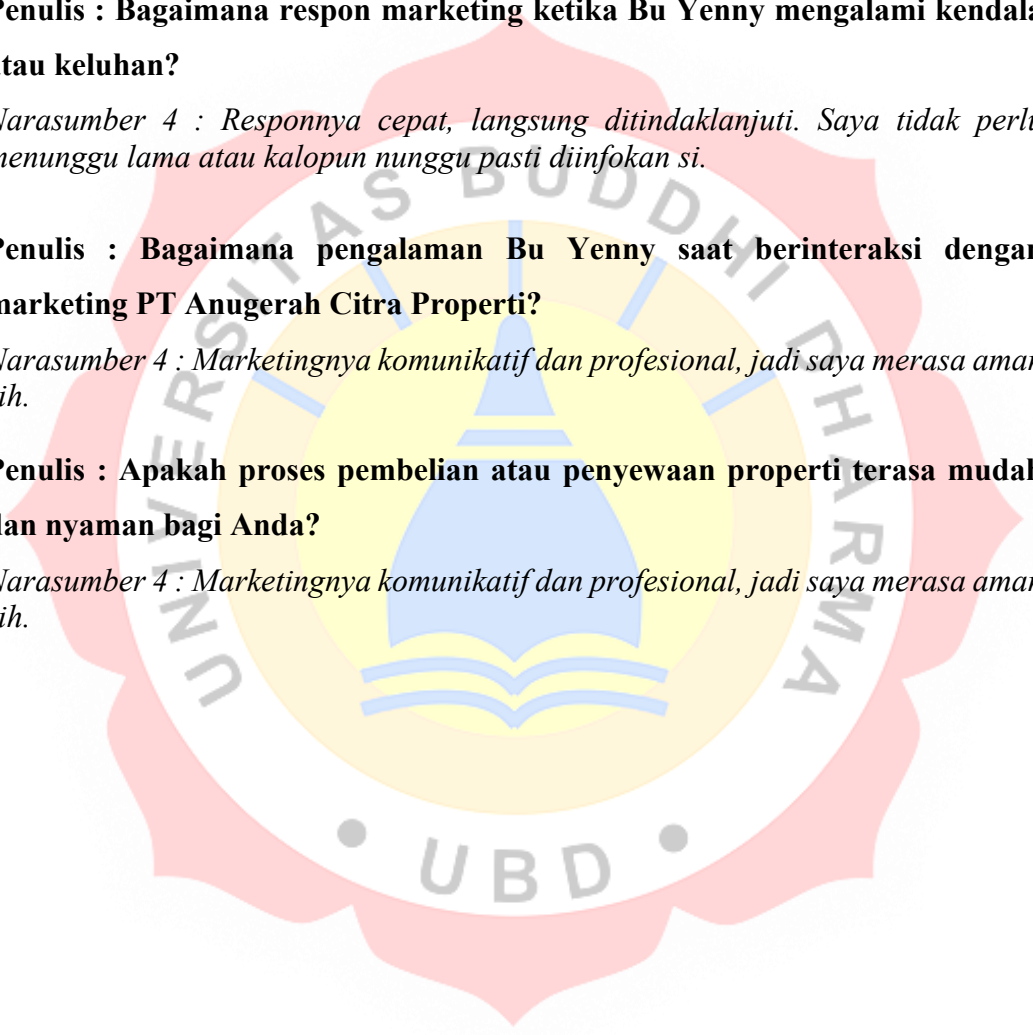 Penulis : Bagaimana respon marketing ketika Bu Yenny mengalami kendala
atau keluhan?
Narasumber 4 : Responnya cepat, langsung ditindaklanjuti. Saya tidak perlu
menunggu lama atau kalopun nunggu pasti diinfokan si.
Penulis : Bagaimana pengalaman Bu Yenny saat berinteraksi dengan
marketing PT Anugerah Citra Properti?
Narasumber 4 : Marketingnya komunikatif dan profesional, jadi saya merasa aman
sih.
Penulis : Apakah proses pembelian atau penyewaan properti terasa mudah
dan nyaman bagi Anda?
Narasumber 4 : Marketingnya komunikatif dan profesional, jadi saya merasa aman
sih.
UNIVERSITAS BUDDHI DHARMA
• UBD •